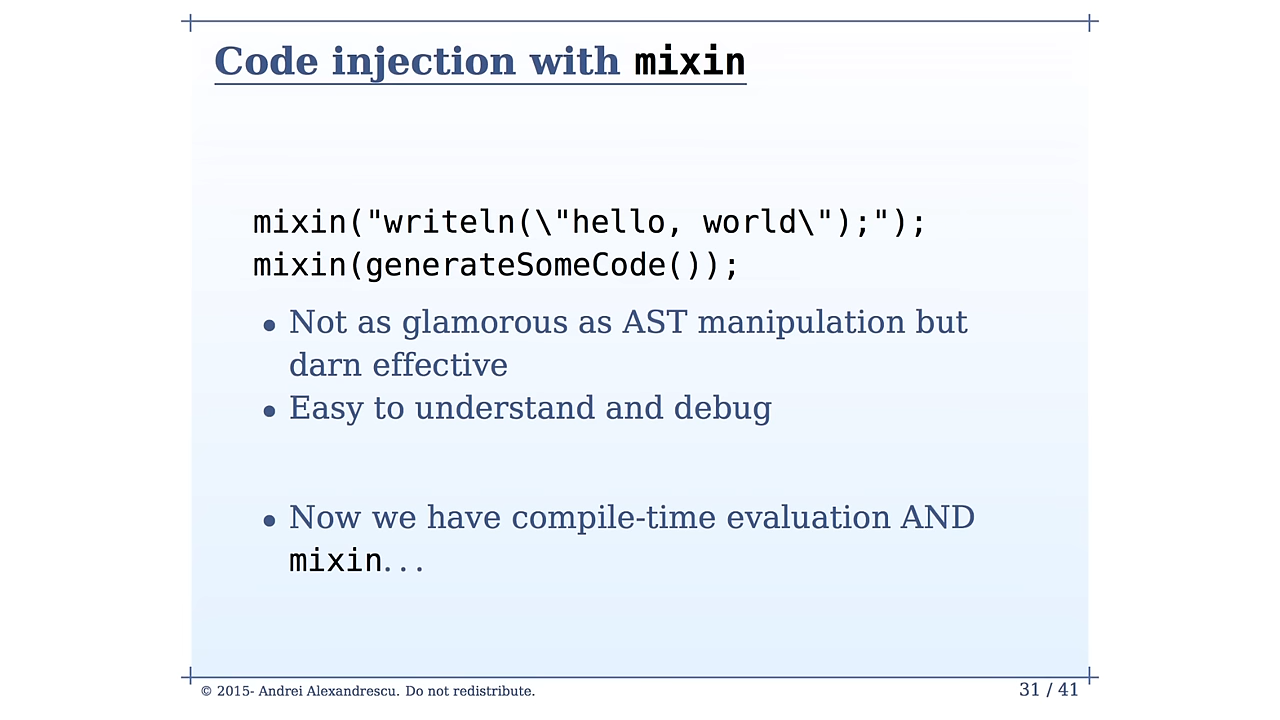 Code injection with mixin
mixin("writeln(\"hello, world\");");
mixin(generateSomeCode());
• Not as glamorous as AST manipulation but
darn effective
• Easy to understand and debug
• Now we have compile-time evaluation AND
mixin...
© 2015- Andrei Alexandrescu. Do not redistribute.
31 / 41